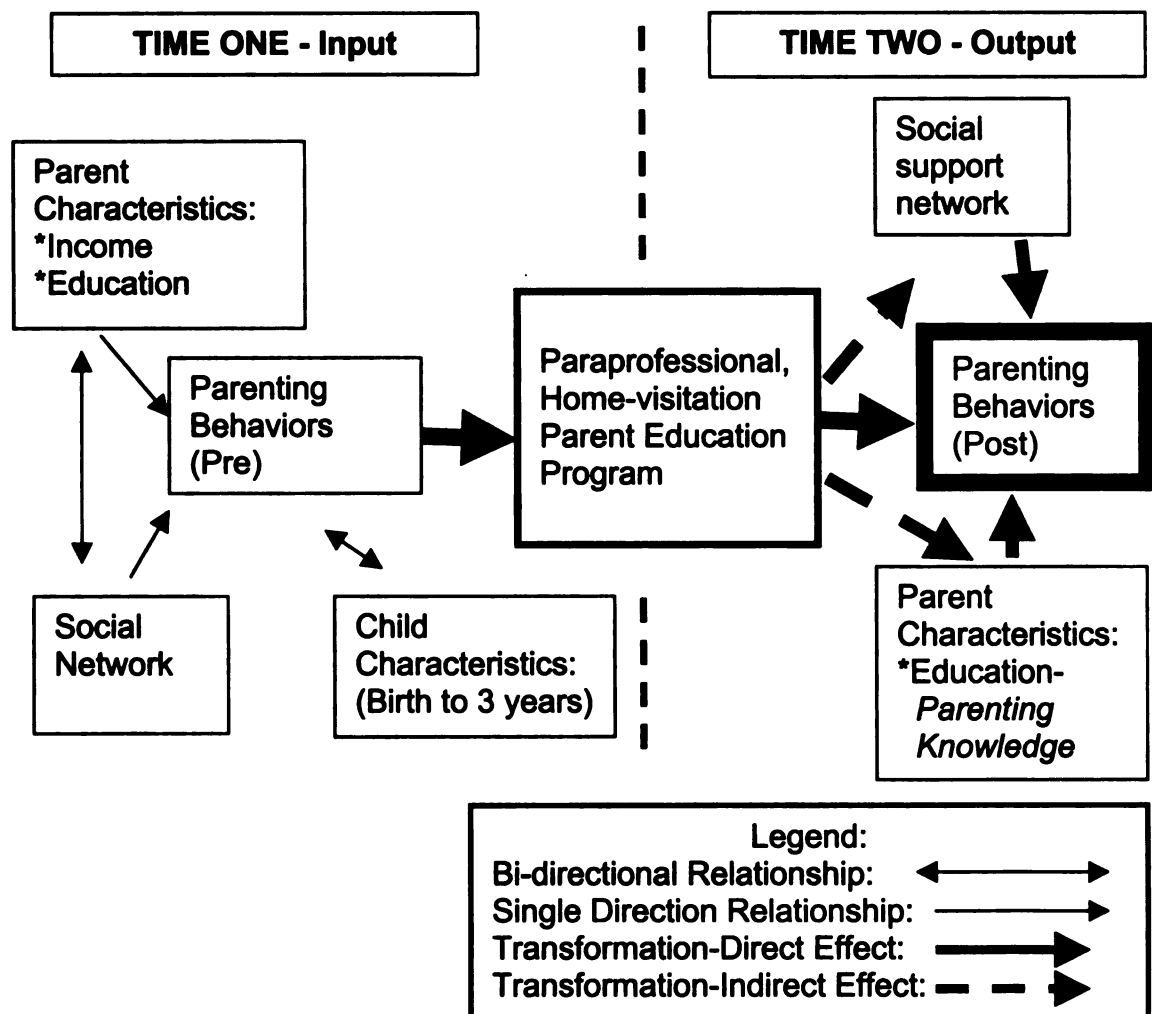 TIME ONE - Input
TIME TWO - Output
Social
support
network
Parent
Characteristics:
*Income
*Education
Parenting
Behaviors
(Pre)
Paraprofessional,
Home-visitation
Parent Education
Program
Parenting
Behaviors
(Post)
Social
Network
Child
Characteristics:
(Birth to 3 years)
Parent
Characteristics:
*Education-
Parenting
Knowledge
Legend:
Bi-directional Relationship:
Single Direction Relationship:
Transformation-Direct Effect:
Transformation-Indirect Effect: